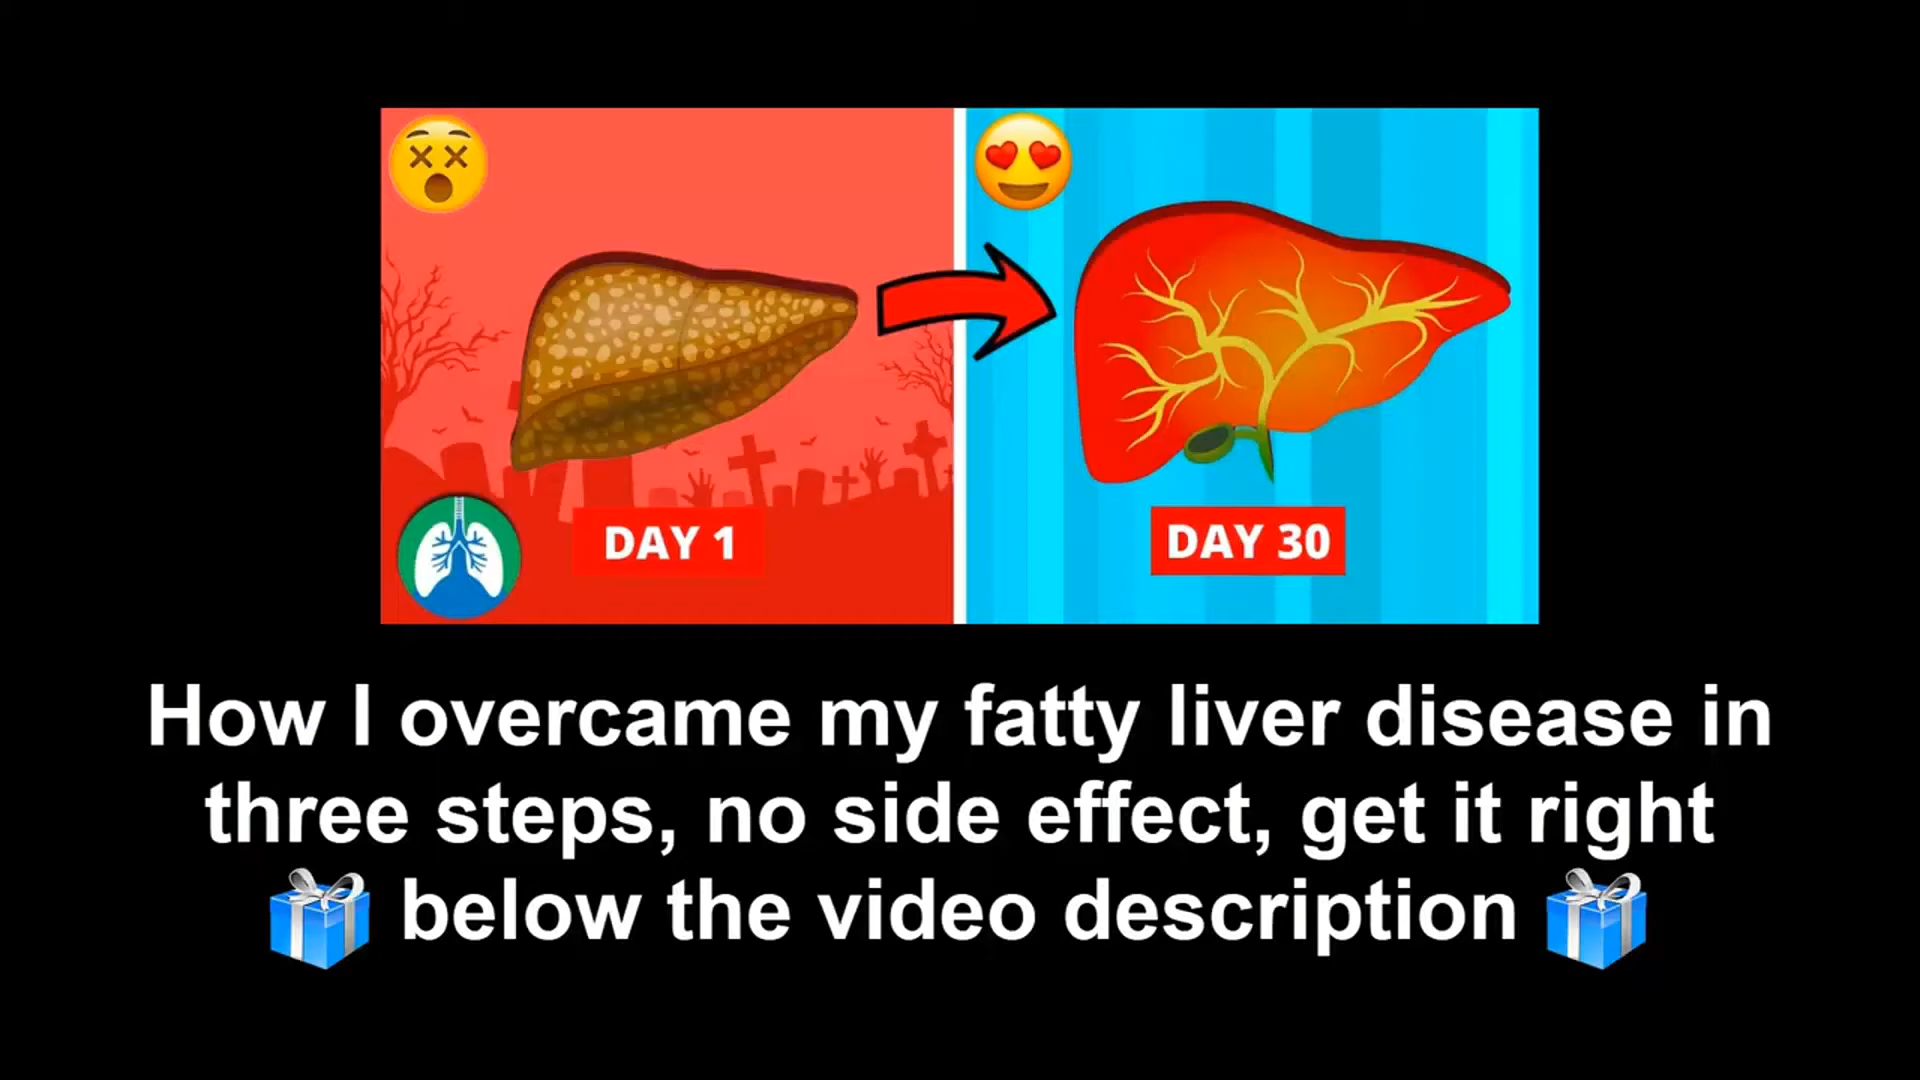 DAY 1
DAY 30
How I overcame my fatty liver disease in
three steps, no side effect, get it right
below the video description